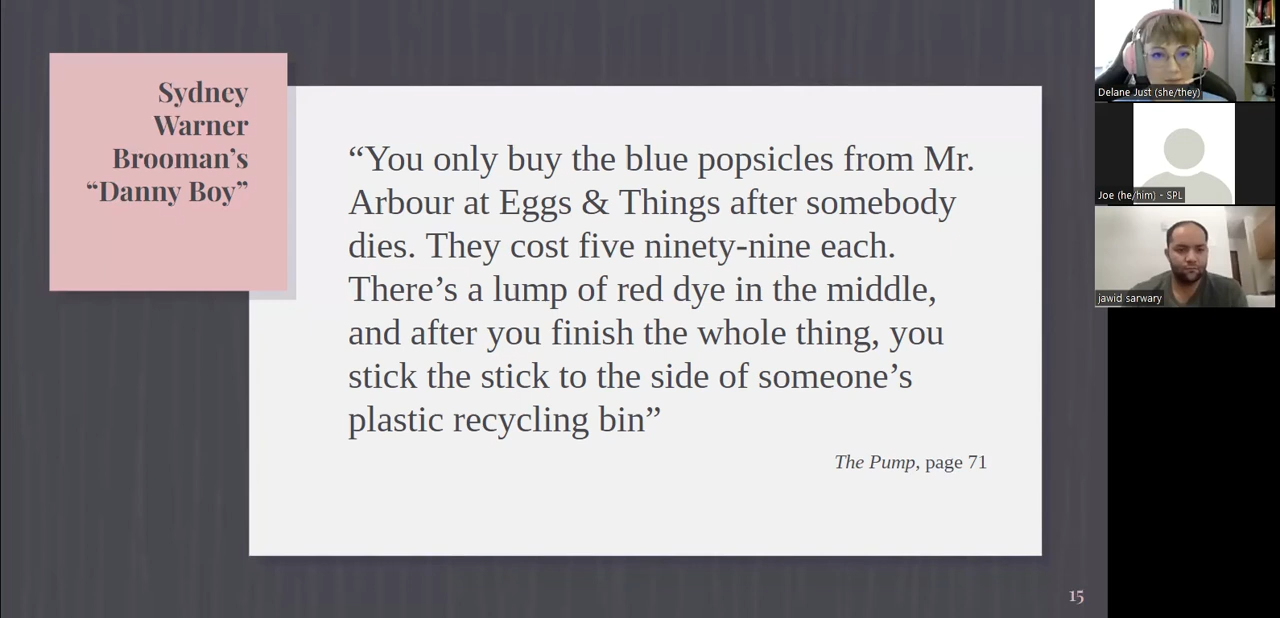 Sydney
Warner
Brooman’s
“Danny Boy”
“You only buy the blue popsicles from Mr.
Arbour at Eggs & Things after somebody
dies. They cost five ninety-nine each.
There’s a lump of red dye in the middle,
and after you finish the whole thing, you
stick the stick to the side of someone’s
plastic recycling bin”
The Pump, page 71
15
Delane Just (she/they)
Joe (he/him) - SPL
jawid sarwary